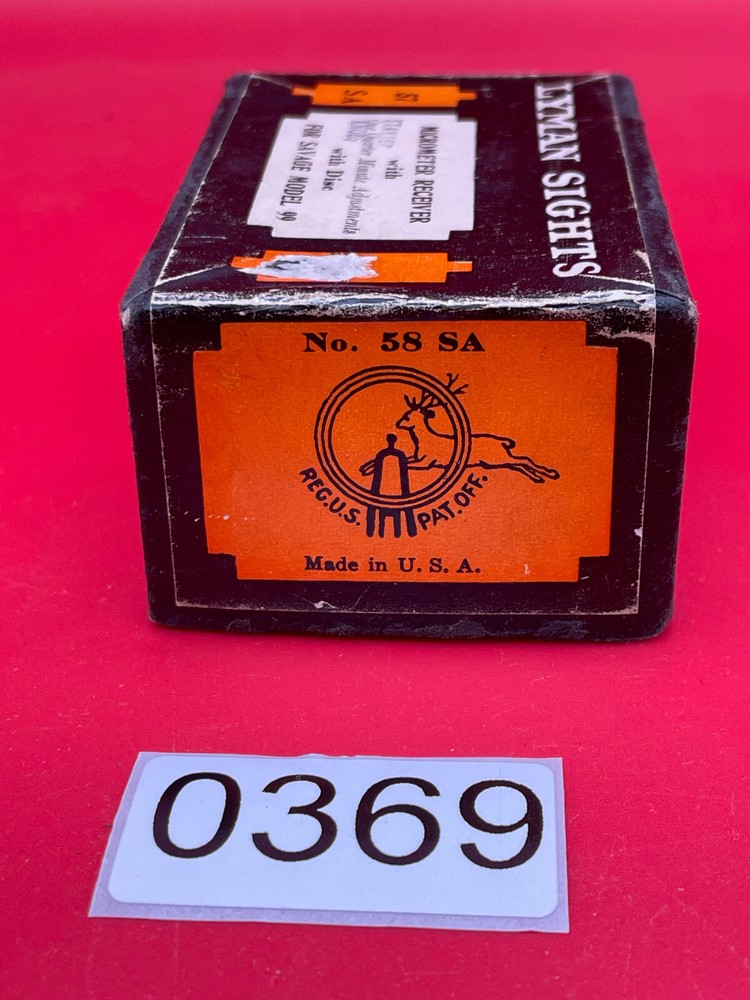 LYMAN SIGHTS
57
S A
MICROMETER RECEIVER
with
Minute Adjustments
with Disc
FOR SAVAGE MODEL 99
No. 58 SA
REG. U.S. PAT. OFF.
Made in U. S. A.
0369